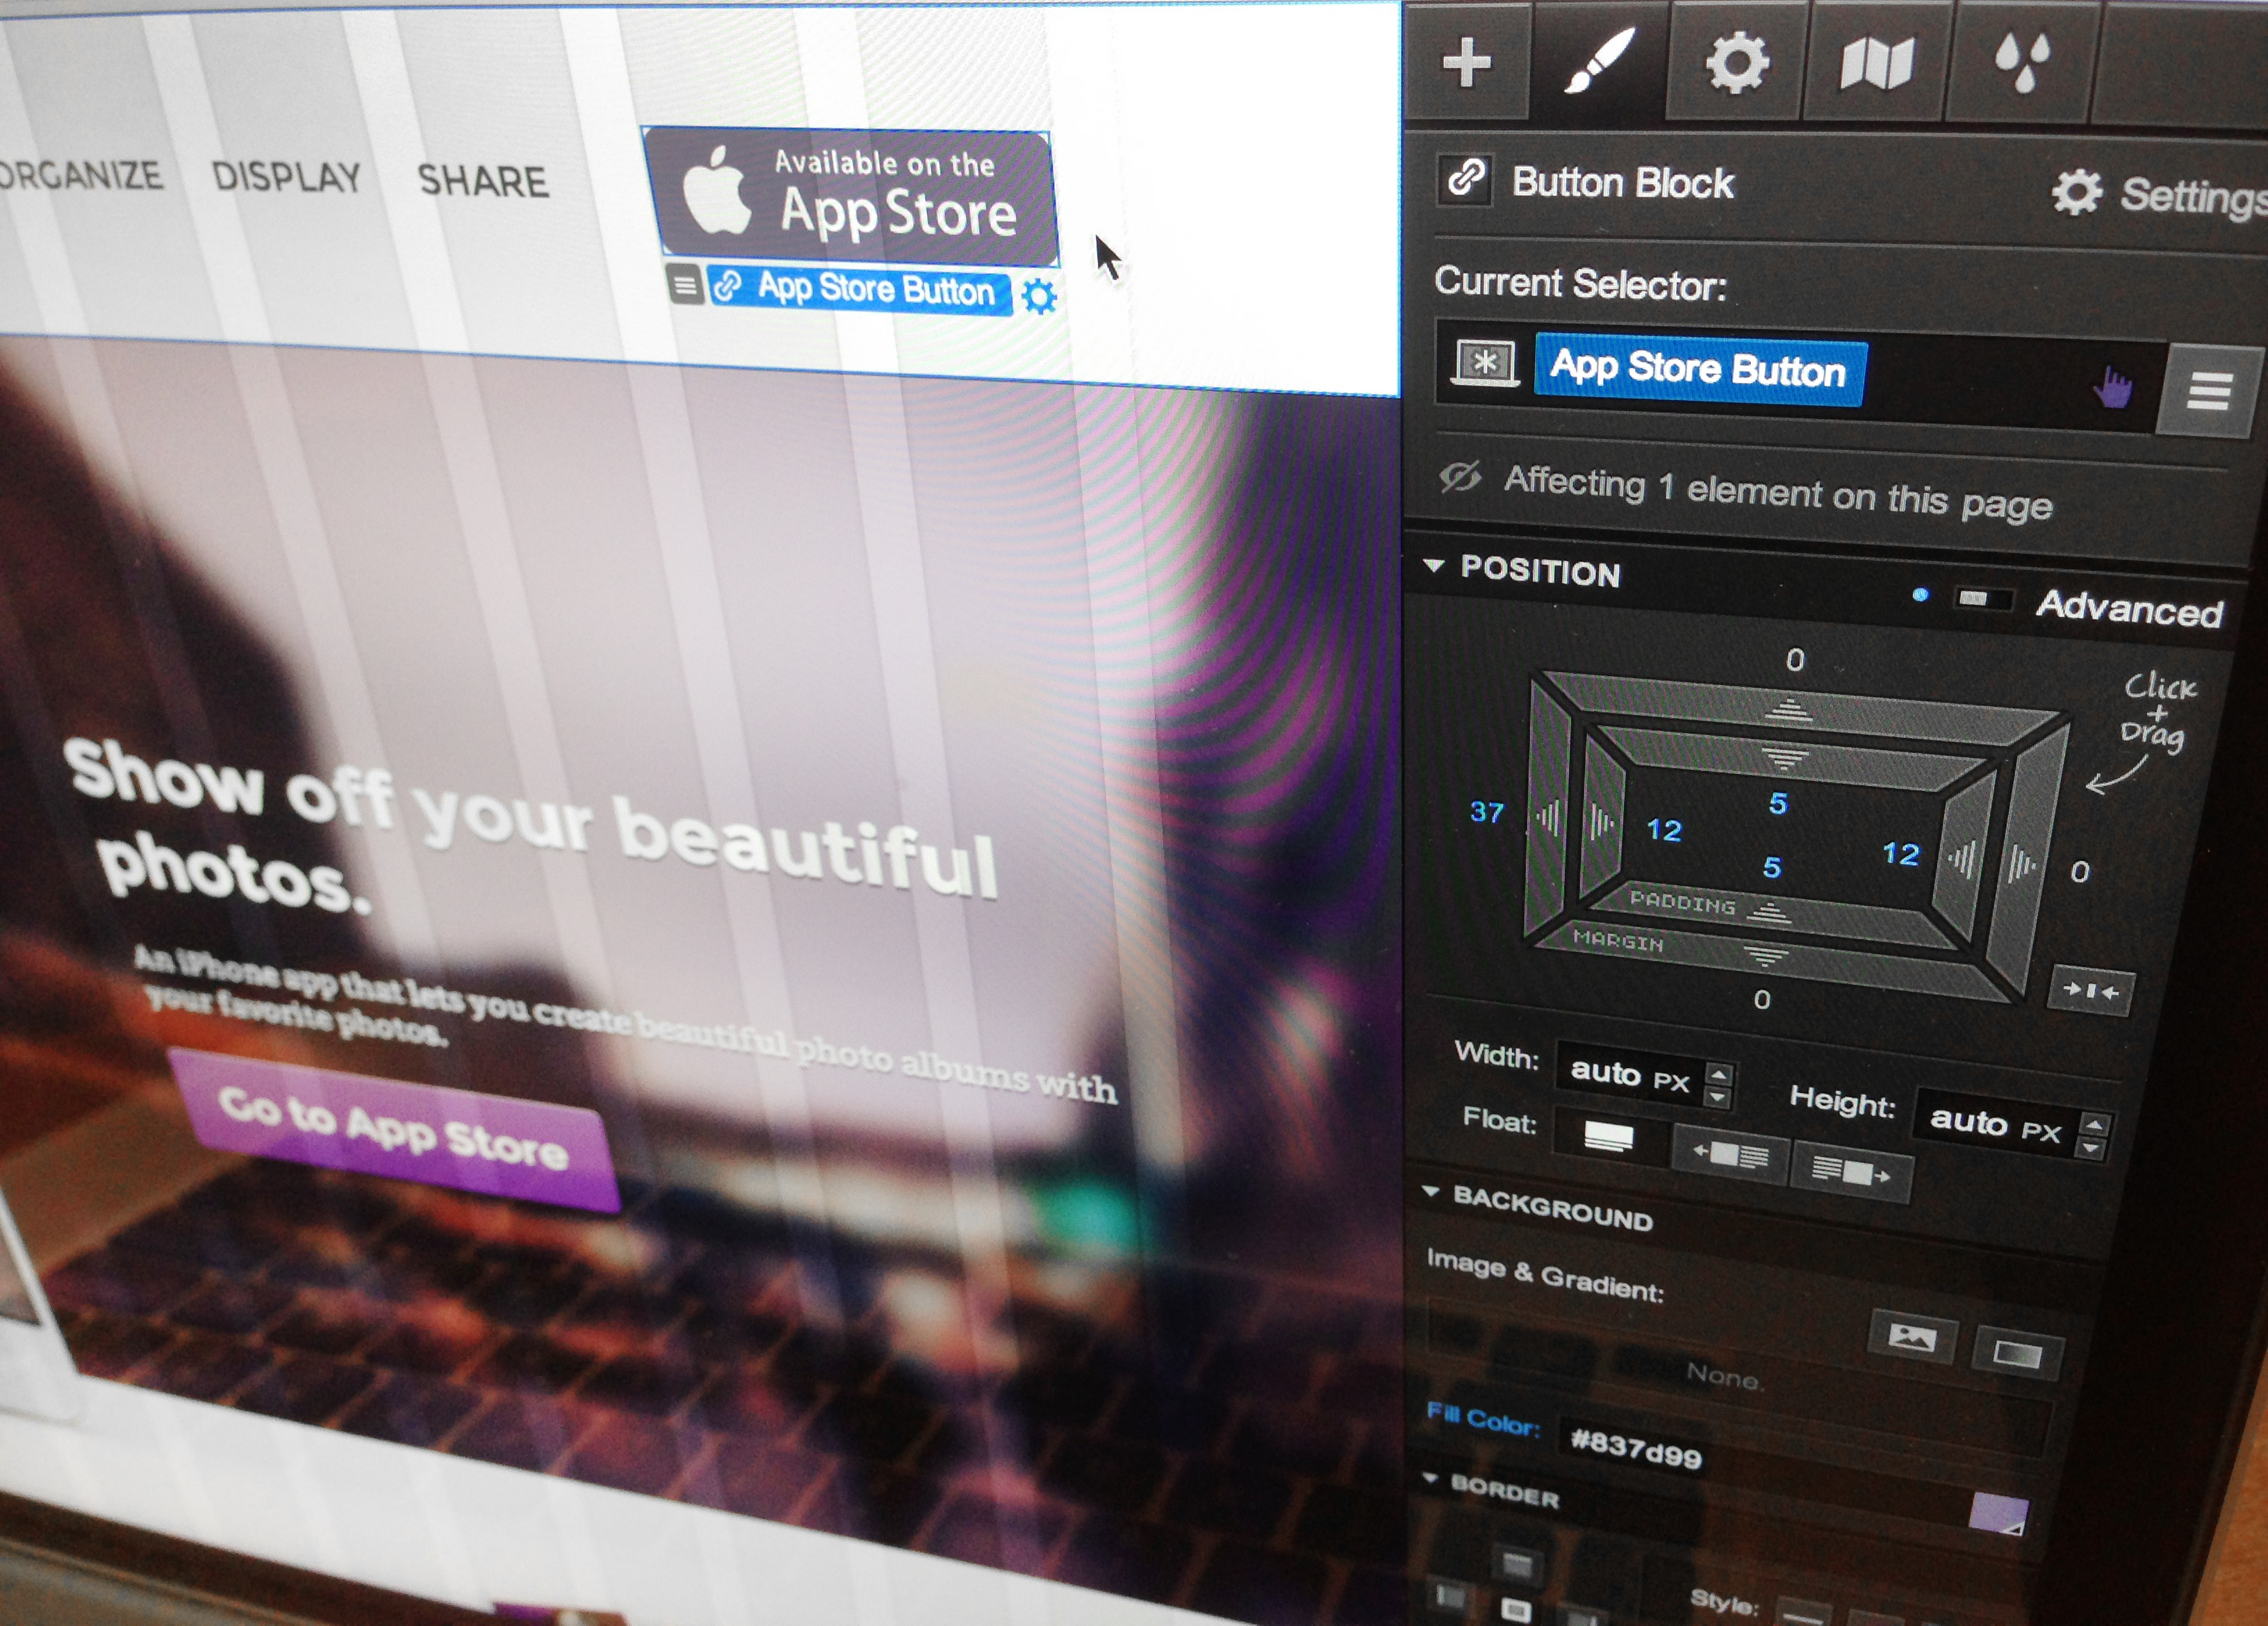 ORGANIZE DISPLAY SHARE
Available on the
App Store
App Store Button
Show off your beautiful
photos.
An iPhone app that lets you create beautiful photo albums with
your favorite photos.
Go to App Store
Button Block
Settings
Current Selector:
App Store Button
Affecting 1 element on this page
POSITION
Advanced
0
Click
+
Drag
37
12
5
12
5
0
PADDING
MARGIN
0
Width: auto PX
Height: auto PX
Float:
BACKGROUND
Image & Gradient:
None.
Fill Color: #837d99
BORDER
Style: